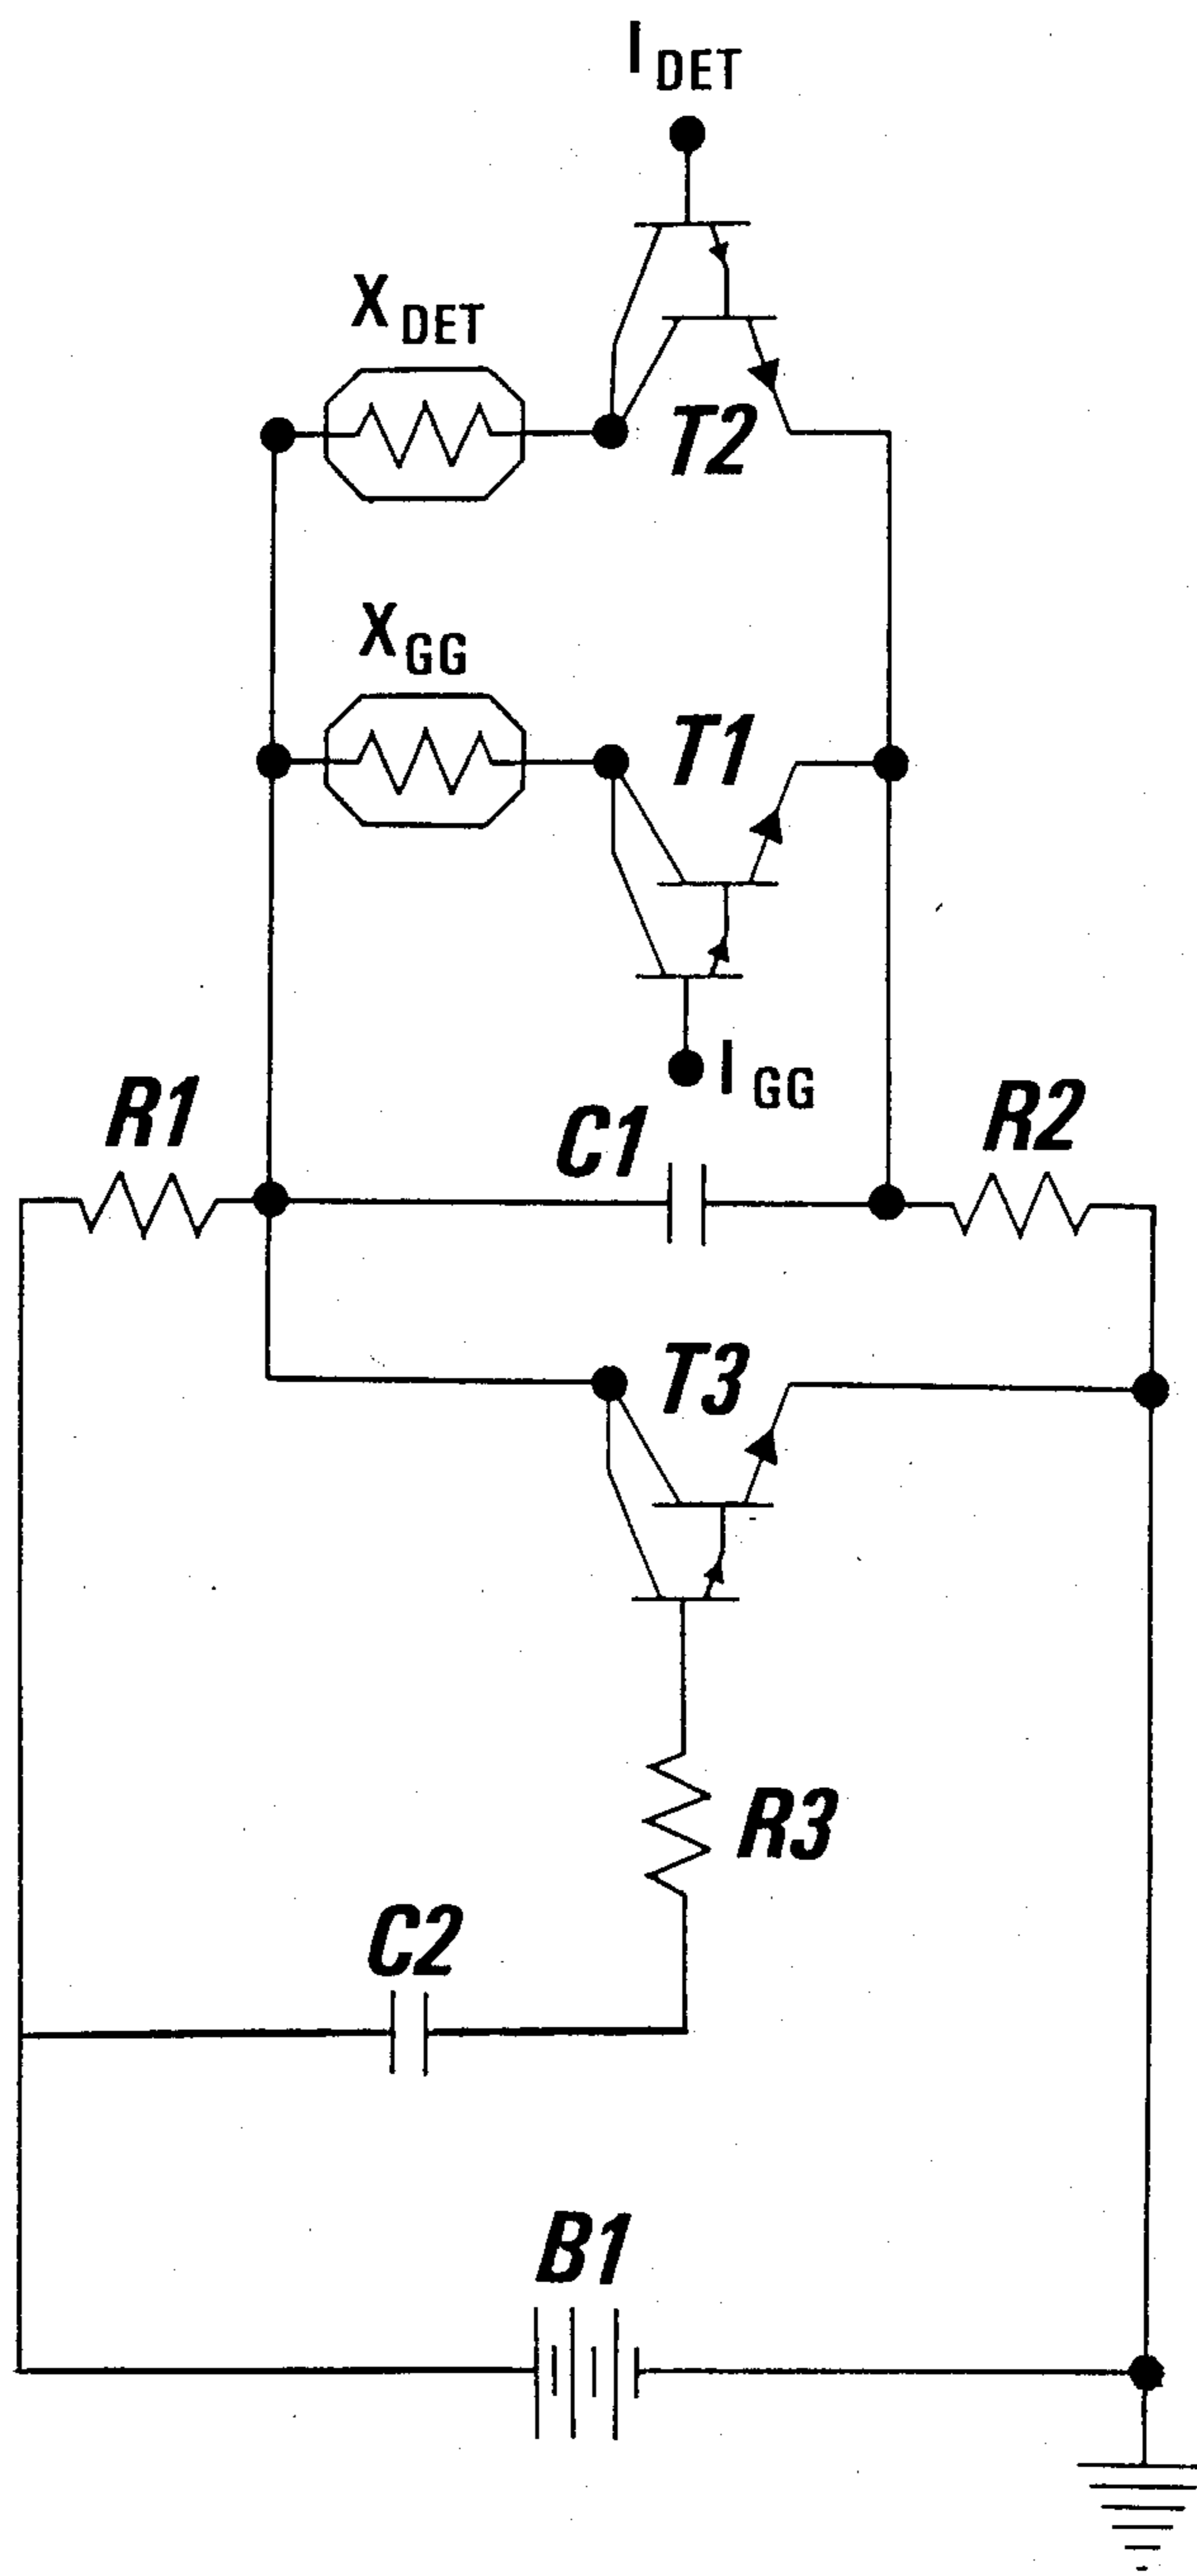 I DET
X DET
T2
X GG
T1
I GG
R1
C1
R2
T3
R3
C2
B1